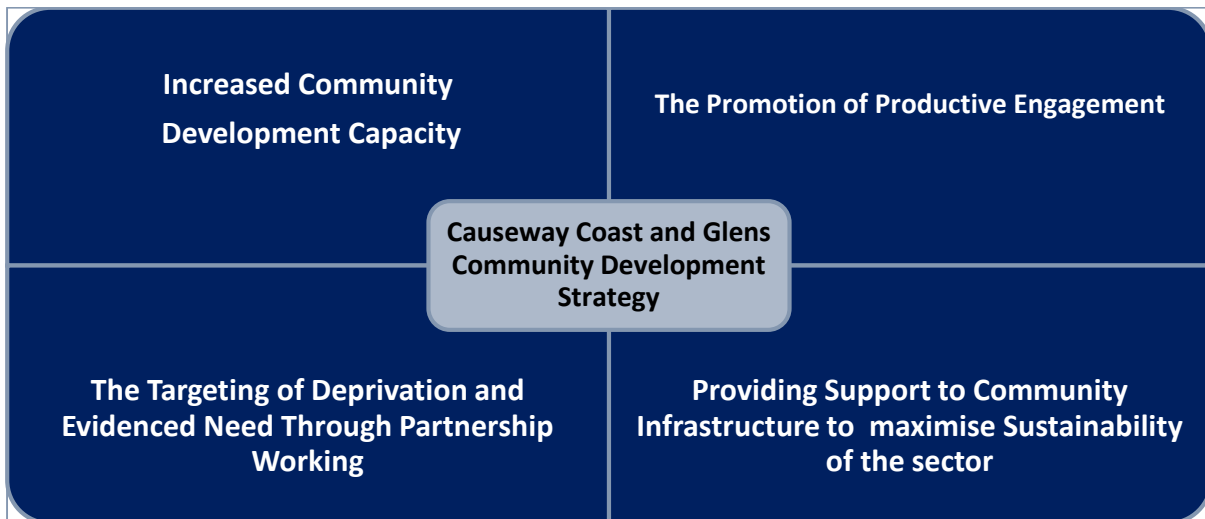 Increased Community
Development Capacity
The Promotion of Productive Engagement
Causeway Coast and Glens
Community Development
Strategy
The Targeting of Deprivation and
Evidenced Need Through Partnership
Working
Providing Support to Community
Infrastructure to  maximise Sustainability
of the sector